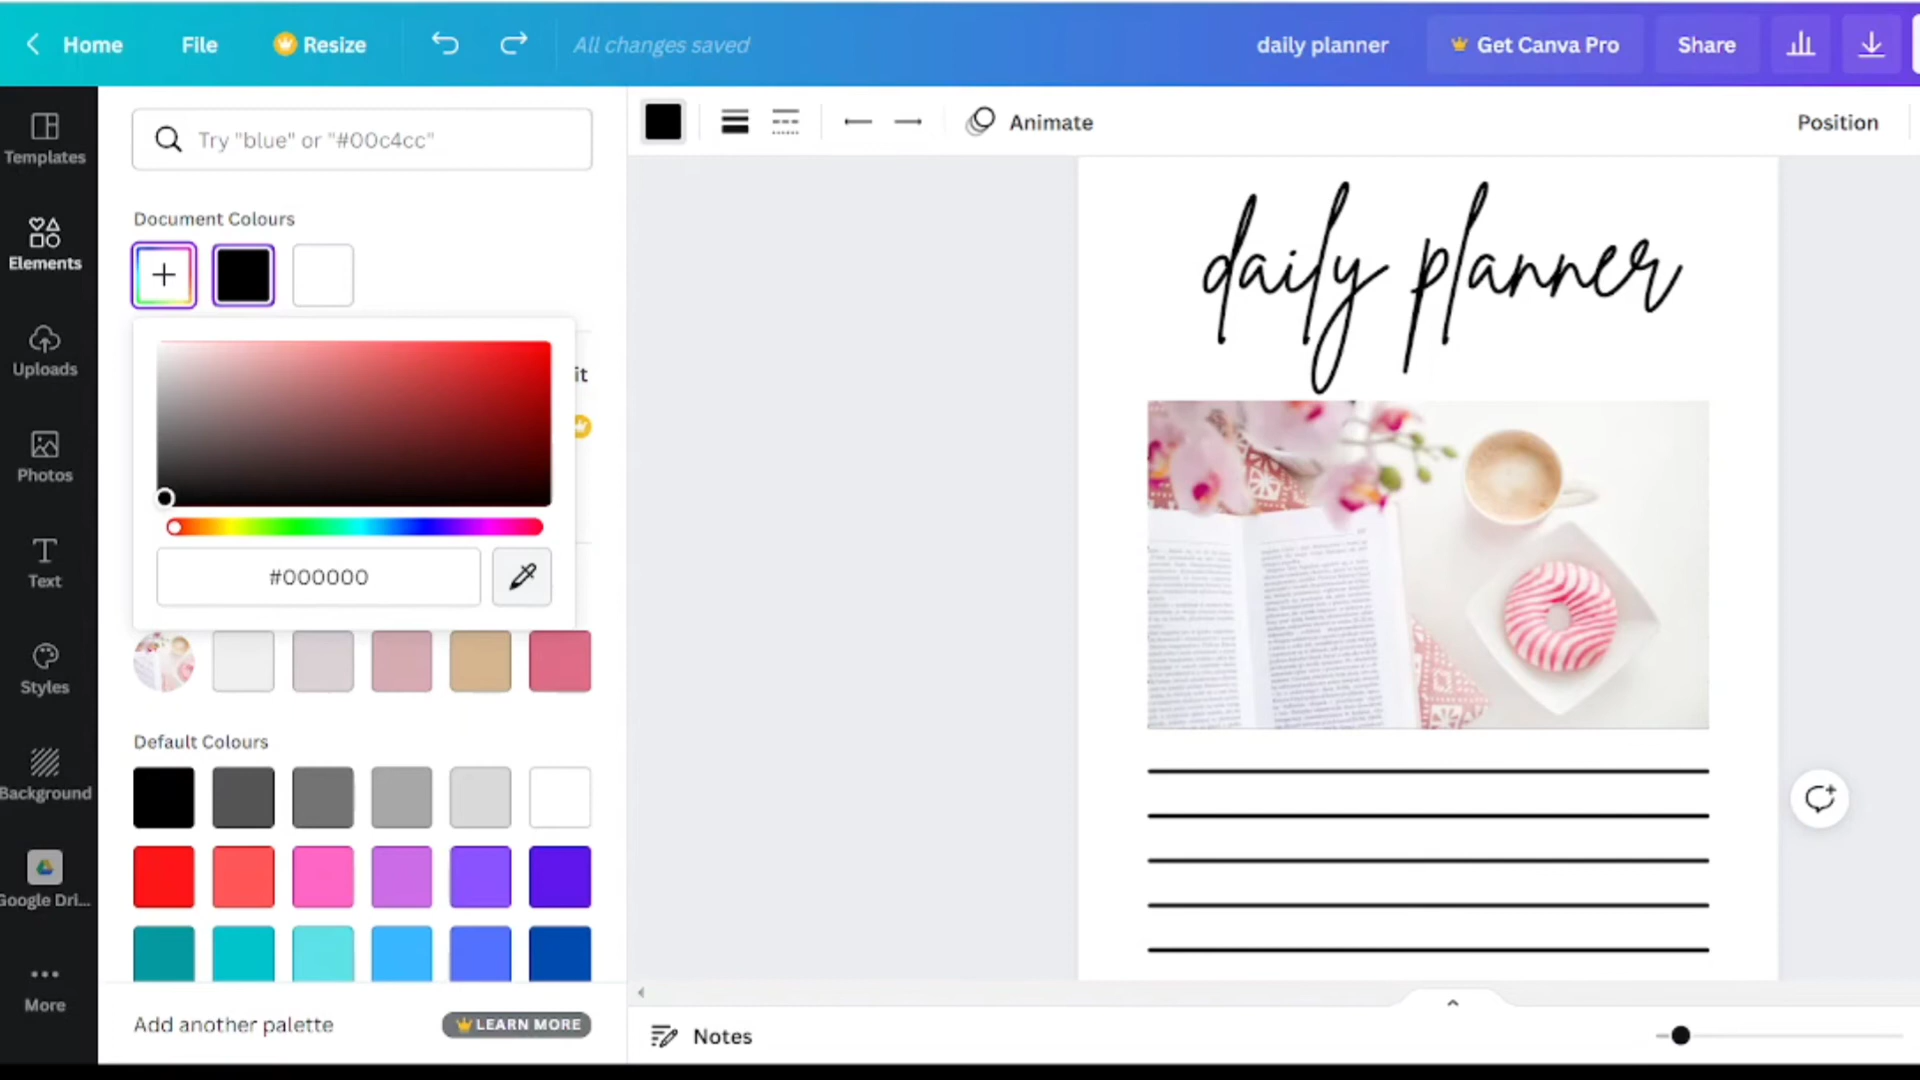 Home File Resize All changes saved daily planner Get Canva Pro Share
Templates
Elements
Uploads
Photos
Text
Styles
Background
Google Dri...
More
Try "blue" or "#00c4cc"
Document Colours
it
#000000
Default Colours
Add another palette LEARN MORE
Animate Position
daily planner
Notes